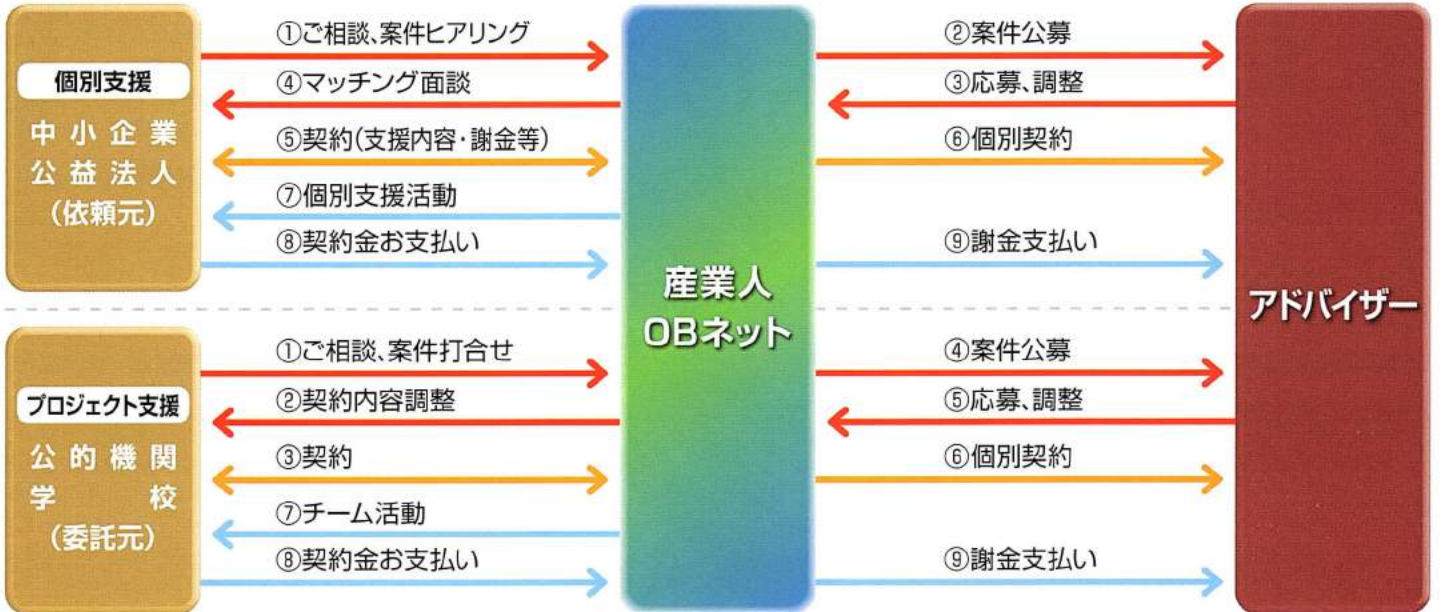 個別支援
中小企業
公益法人
(依頼元)
①ご相談、案件ヒアリング
④マッチング面談
⑤契約(支援内容・謝金等)
⑦個別支援活動
⑧契約金お支払い
②案件公募
③応募、調整
⑥個別契約
⑨謝金支払い
産業人
OBネット
アドバイザー
プロジェクト支援
公的機関
学校
(委託元)
①ご相談、案件打合せ
②契約内容調整
③契約
⑦チーム活動
⑧契約金お支払い
④案件公募
⑤応募、調整
⑥個別契約
⑨謝金支払い